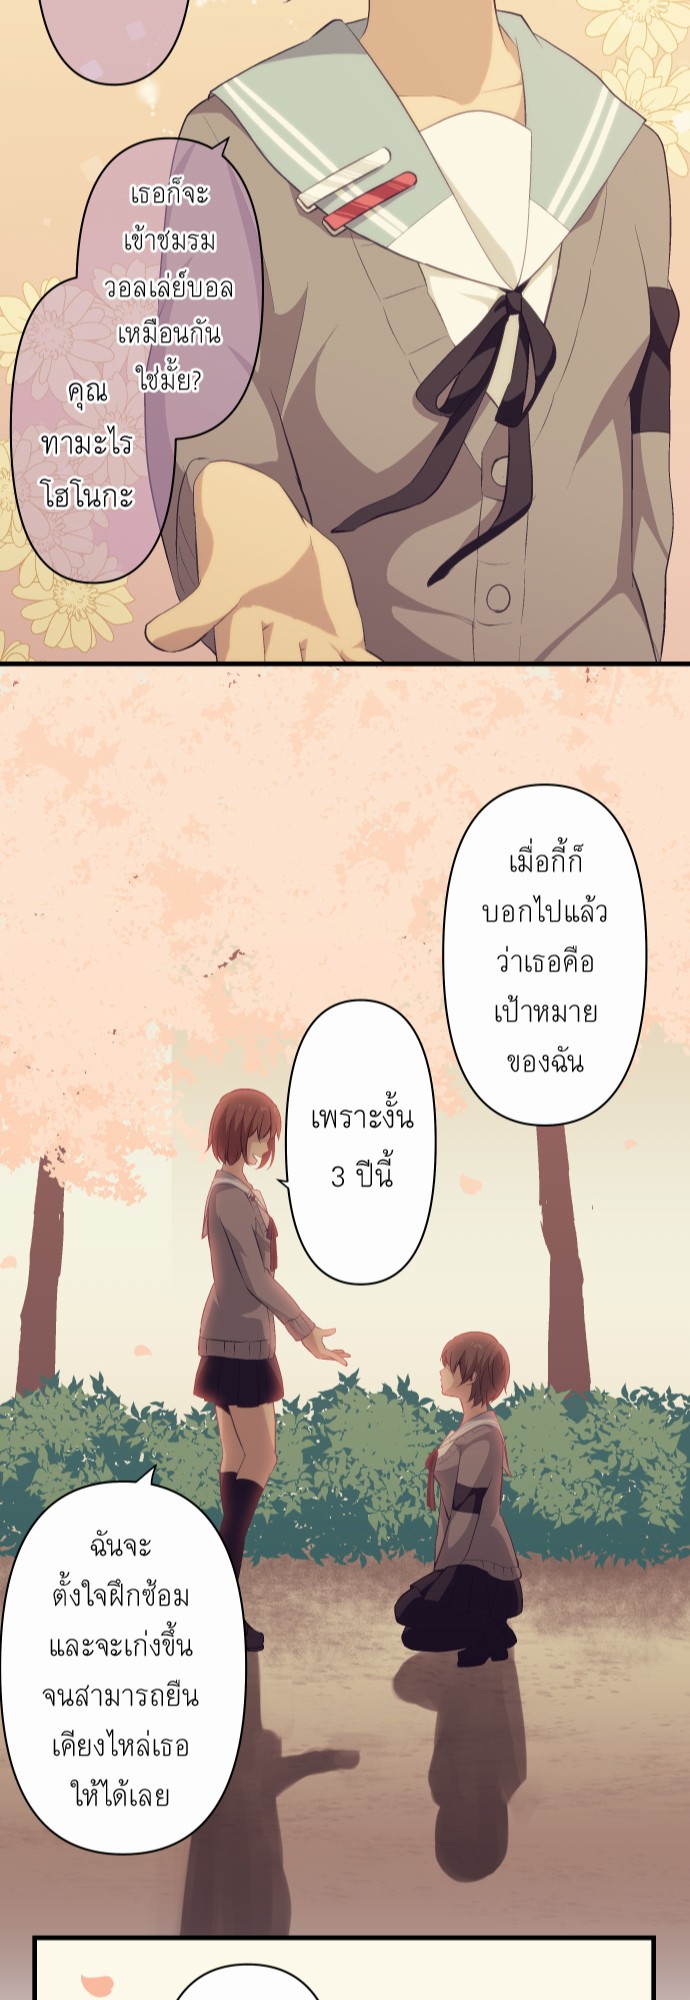 เธอก็จะ
เข้าชมรม
วอลเล่ย์บอล
เหมือนกัน
ใช่มั้ย?
คุณ
ทามะไร
โฮโนกะ
เมื่อกี้ก็
บอกไปแล้ว
ว่าเธอคือ
เป้าหมาย
ของฉัน
เพราะงั้น
3 ปีนี้
ฉันจะ
ตั้งใจฝึกซ้อม
และจะเก่งขึ้น
จนสามารถยืน
เคียงไหล่เธอ
ให้ได้เลย